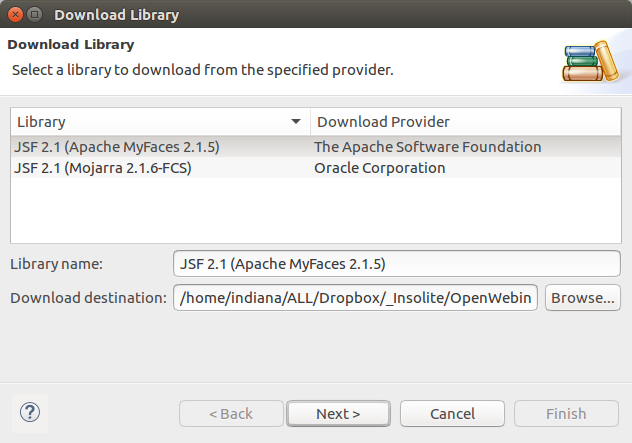 Download Library
Download Library
Select a library to download from the specified provider.
Library Download Provider
JSF 2.1 (Apache MyFaces 2.1.5) The Apache Software Foundation
JSF 2.1 (Mojarra 2.1.6-FCS) Oracle Corporation
Library name: JSF 2.1 (Apache MyFaces 2.1.5)
Download destination: /home/indiana/ALL/Dropbox/_Insolite/OpenWebin Browse...
? < Back Next > Cancel Finish